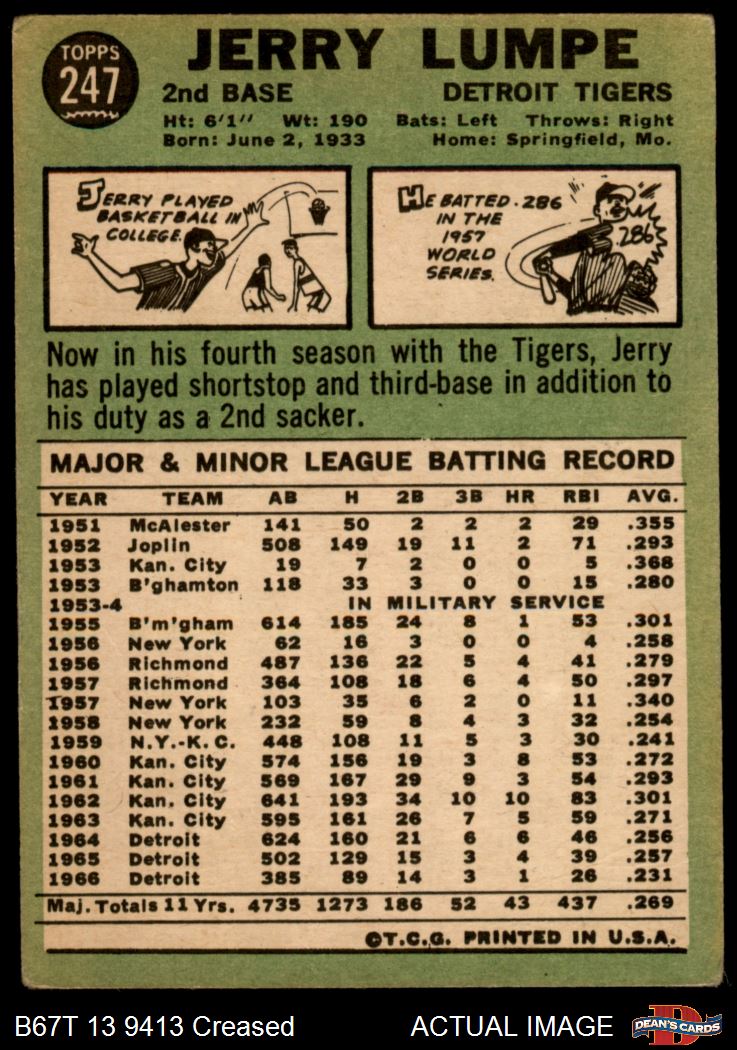 TOPPS
247
JERRY LUMPE
2nd BASE DETROIT TIGERS
Ht: 6'1" Wt: 190 Bats: Left Throws: Right
Born: June 2, 1933 Home: Springfield, Mo.
JERRY PLAYED
BASKETBALL IN
COLLEGE.
HE BATTED .286
IN THE
1957
WORLD
SERIES.
.286
Now in his fourth season with the Tigers, Jerry
has played shortstop and third-base in addition to
his duty as a 2nd sacker.
MAJOR & MINOR LEAGUE BATTING RECORD
YEAR TEAM AB H 2B 3B HR RBI AVG.
1951 McAlester 141 50 2 2 2 29 .355
1952 Joplin 508 149 19 11 2 71 .293
1953 Kan. City 19 7 2 0 0 5 .368
1953 B'ghamton 118 33 3 0 0 15 .280
1953-4 IN MILITARY SERVICE
1955 B'm'gham 614 185 24 8 1 53 .301
1956 New York 62 16 3 0 0 4 .258
1956 Richmond 487 136 22 5 4 41 .279
1957 Richmond 364 108 18 6 4 50 .297
1957 New York 103 35 6 2 0 11 .340
1958 New York 232 59 8 4 3 32 .254
1959 N.Y.-K.C. 448 108 11 5 3 30 .241
1960 Kan. City 574 156 19 3 8 53 .272
1961 Kan. City 569 167 29 9 3 54 .293
1962 Kan. City 641 193 34 10 10 83 .301
1963 Kan. City 595 161 26 7 5 59 .271
1964 Detroit 624 160 21 6 6 46 .256
1965 Detroit 502 129 15 3 4 39 .257
1966 Detroit 385 89 14 3 1 26 .231
Maj. Totals 11 Yrs. 4735 1273 186 52 43 437 .269
©T.C.G. PRINTED IN U.S.A.
B67T 13 9413 Creased ACTUAL IMAGE
D
DEAN'S CARDS